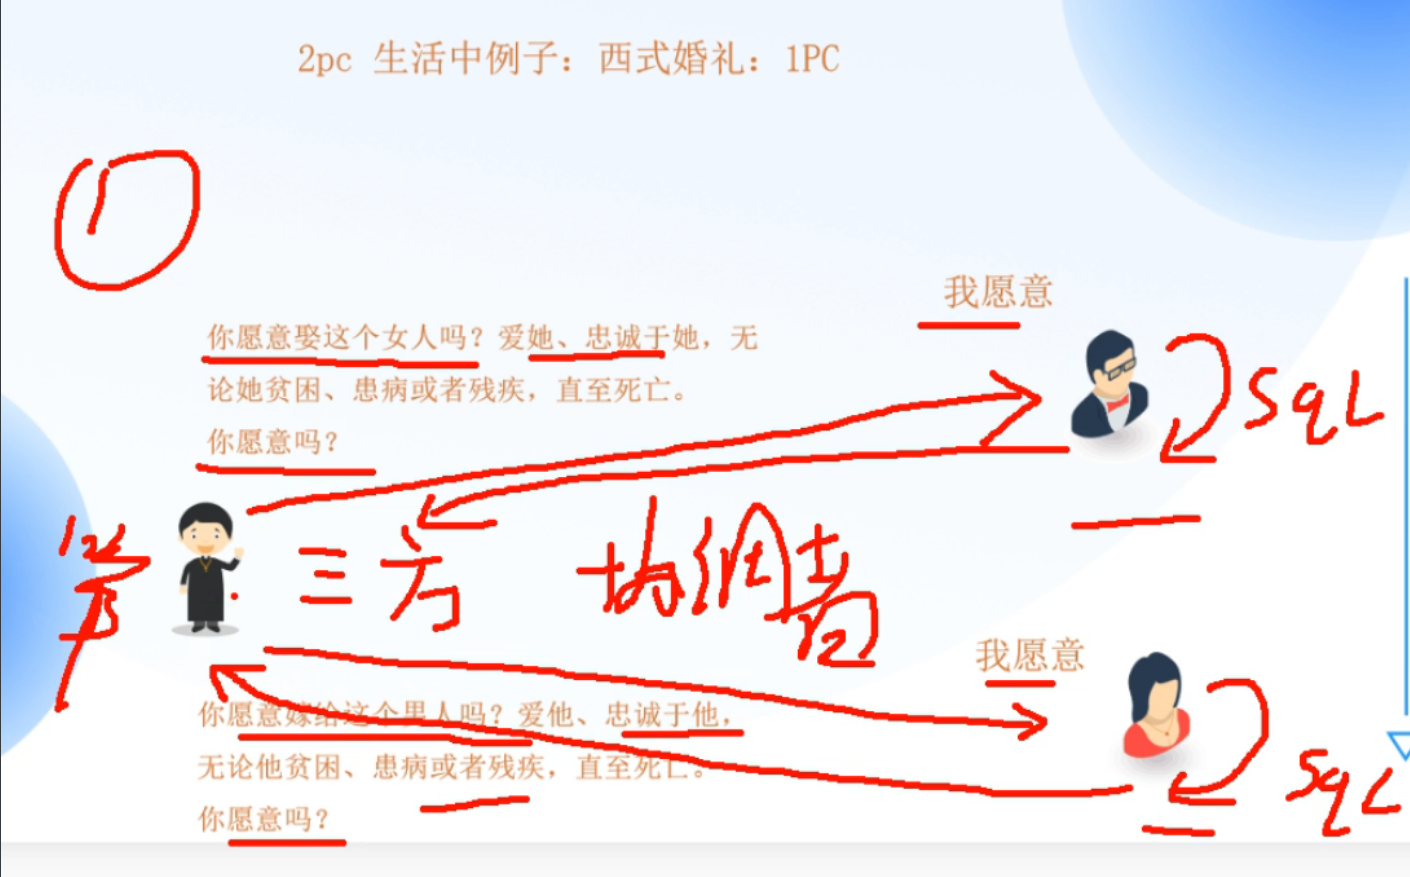 2pc 生活中例子：西式婚礼：1PC
1
我愿意
你愿意娶这个女人吗？爱她、忠诚于她，无
论她贫困、患病或者残疾，直至死亡。
你愿意吗？
SqL
三方 协调者
我愿意
你愿意嫁给这个男人吗？爱他、忠诚于他，
无论他贫困、患病或者残疾，直至死亡。
你愿意吗？
SqL